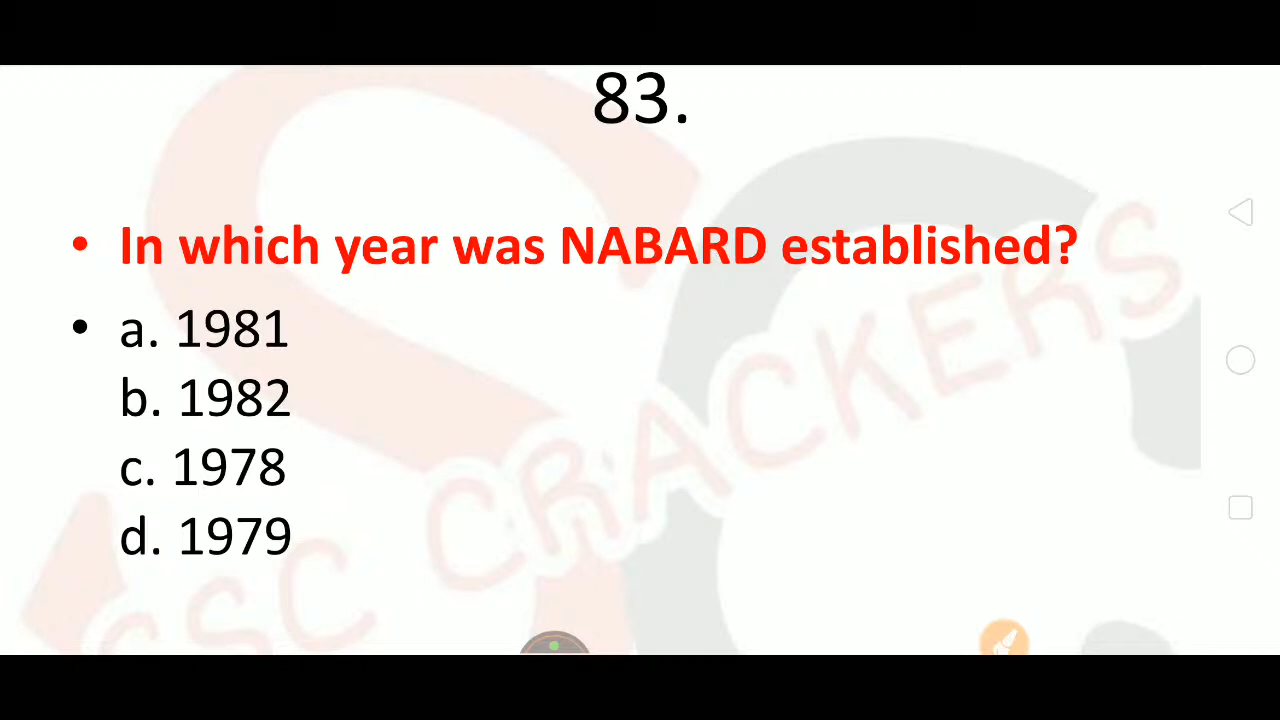 83.
• In which year was NABARD established?
• a. 1981
b. 1982
c. 1978
d. 1979
SSC CRACKERS